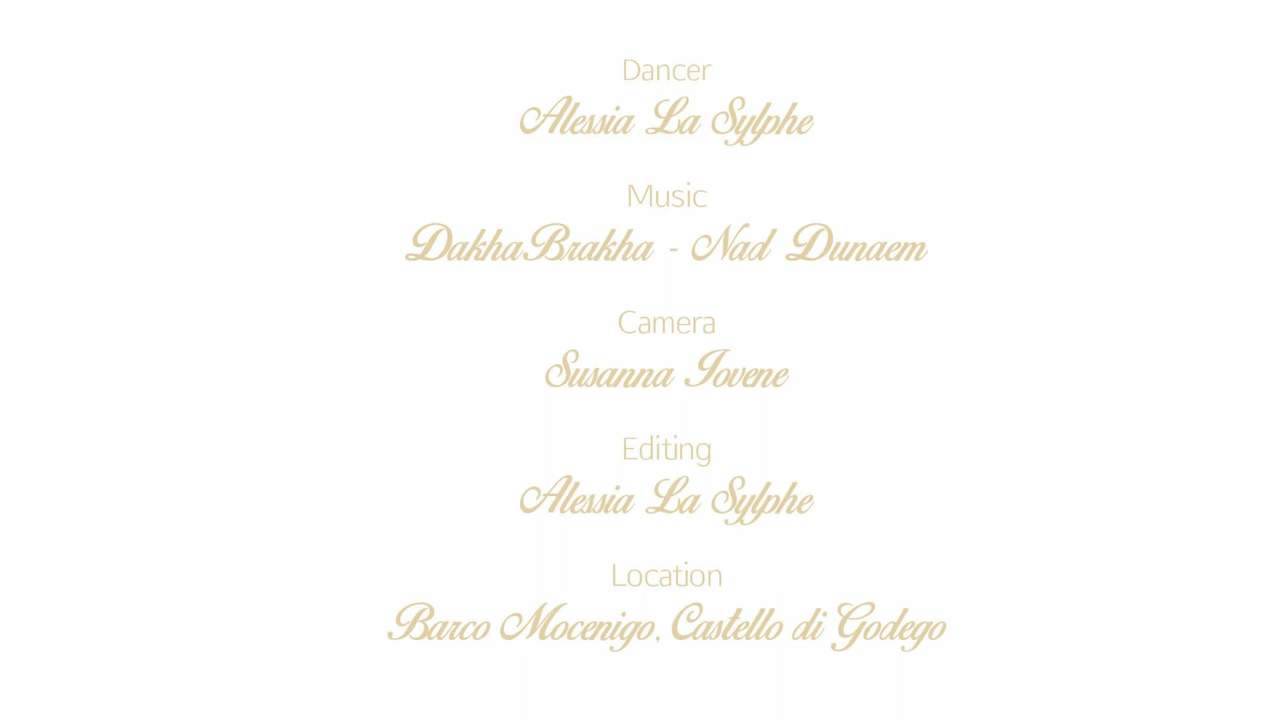 Dancer
Alessia La Sylphe
Music
DakhaBrakha - Nad Dunaem
Camera
Susanna Iovene
Editing
Alessia La Sylphe
Location
Barco Mocenigo, Castello di Godego